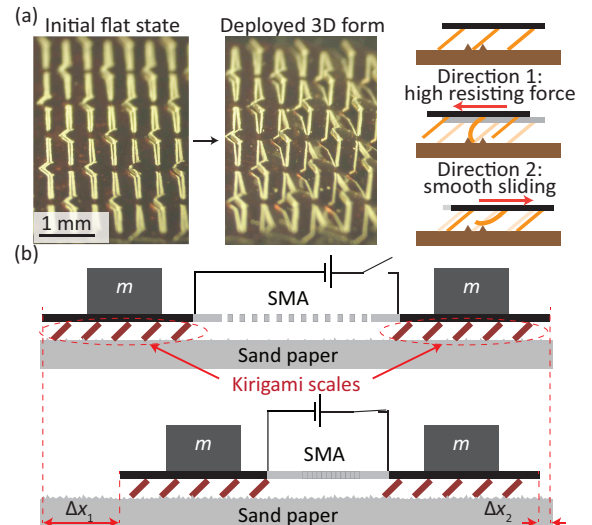 (a)
Initial flat state
Deployed 3D form
1 mm
Direction 1:
high resisting force
Direction 2:
smooth sliding
(b)
m
SMA
m
Sand paper
Kirigami scales
m
SMA
m
Δx1
Sand paper
Δx2